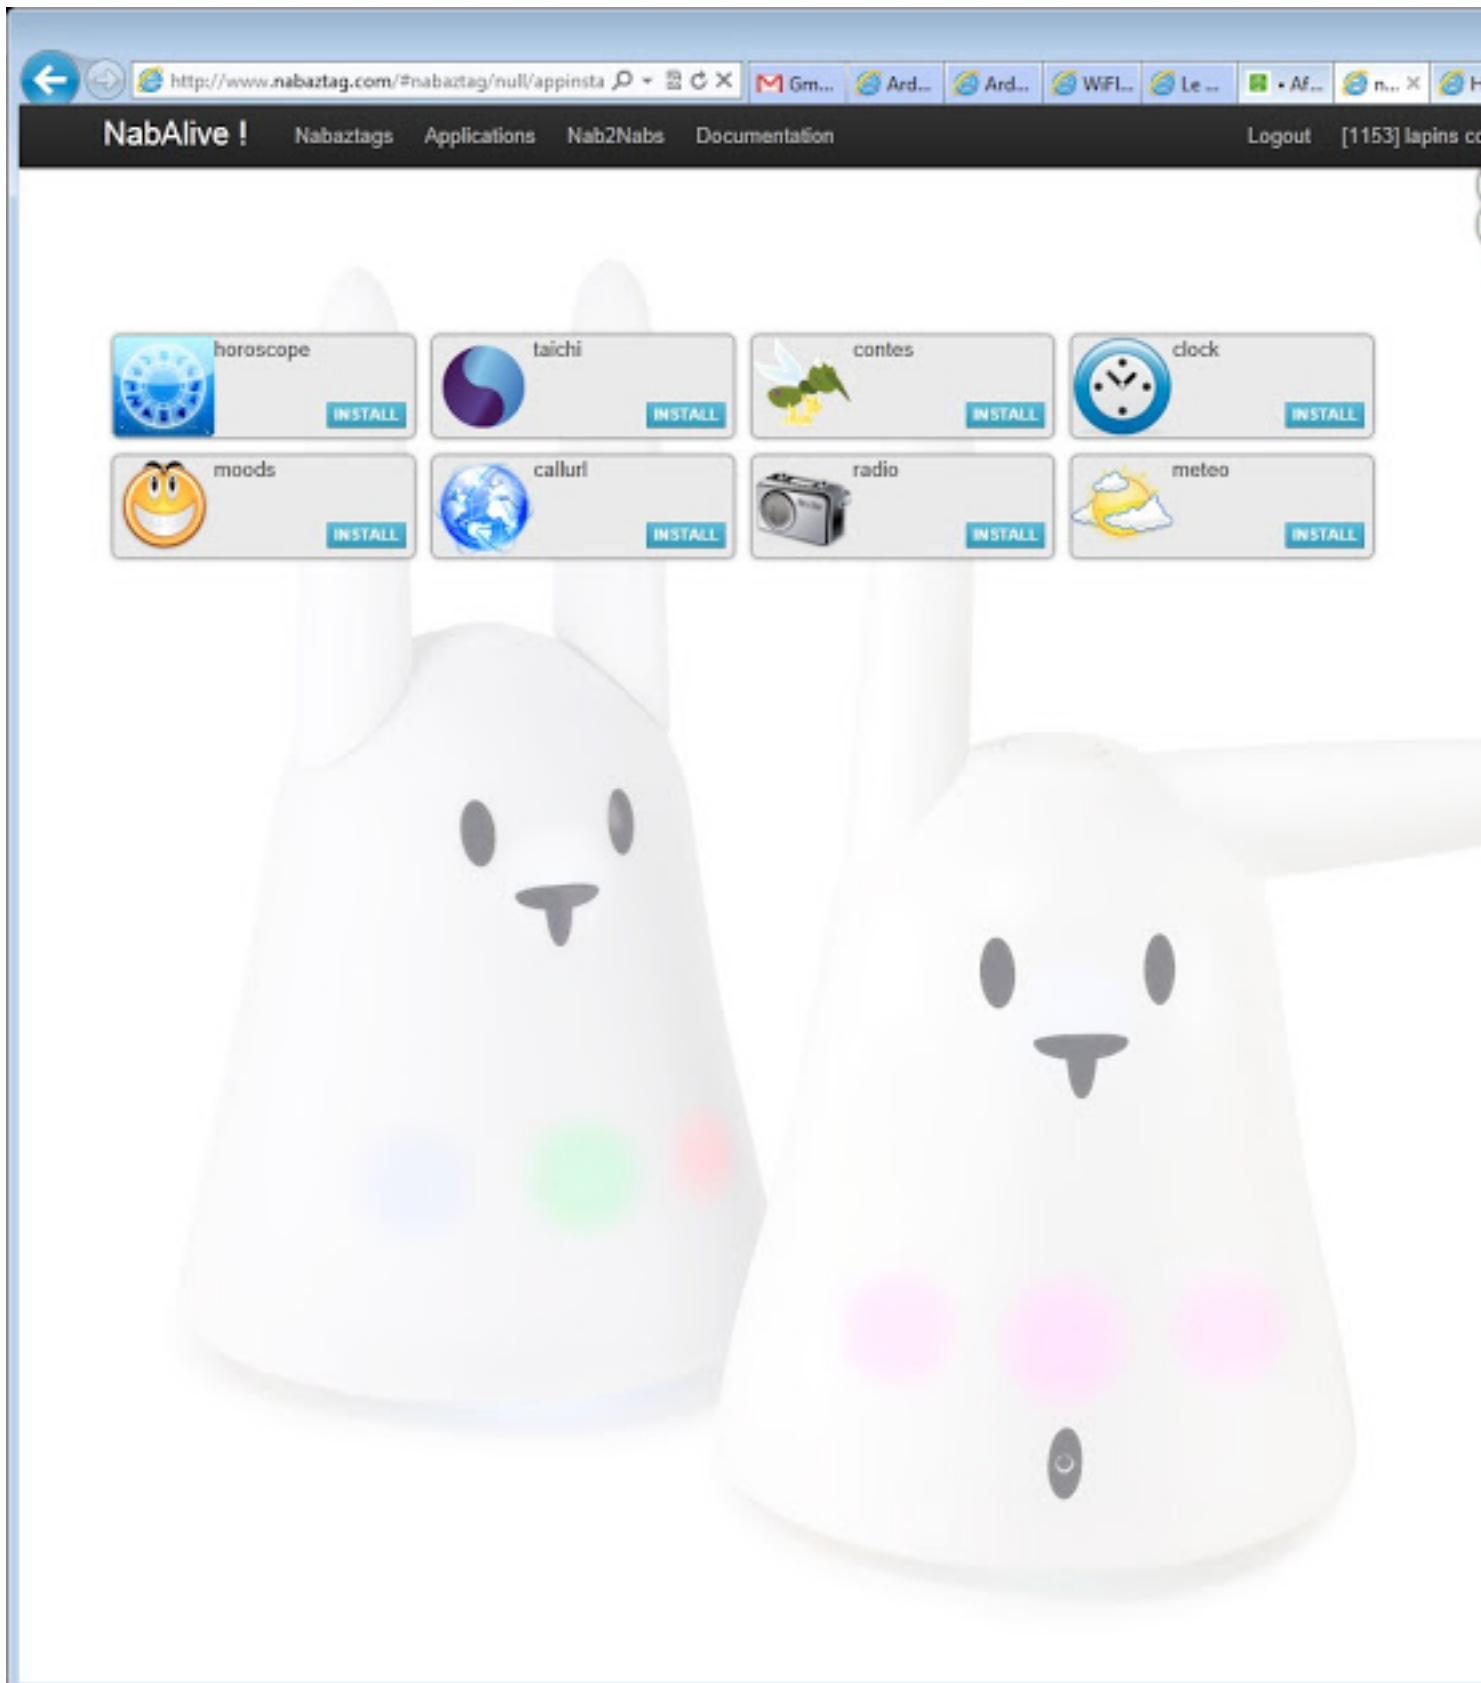 http://www.nabaztag.com/#nabaztag/null/appinsta
Gm... Ard... Ard... WiFI... Le ... • Af... n... H
NabAlive ! Nabaztags Applications Nab2Nabs Documentation Logout [1153] lapins co
horoscope taichi contes clock
INSTALL INSTALL INSTALL INSTALL
moods callurl radio meteo
INSTALL INSTALL INSTALL INSTALL